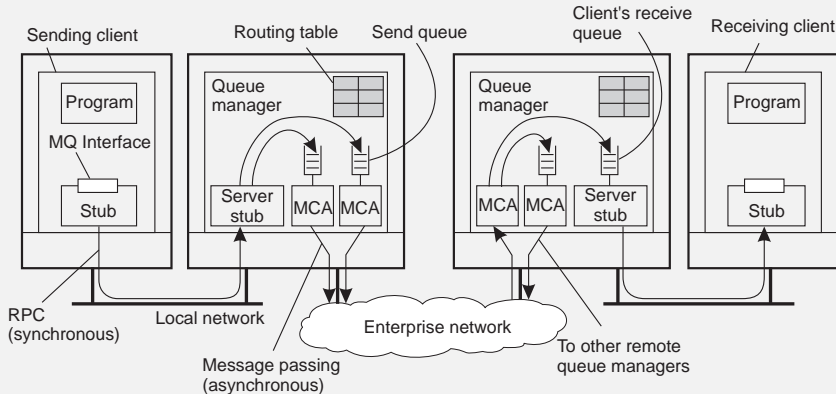 Sending client
Routing table
Send queue
Client's receive
queue
Receiving client
Program
MQ Interface
Stub
Queue
manager
Server
stub
MCA
MCA
Queue
manager
MCA
MCA
Server
stub
Program
Stub
RPC
(synchronous)
Local network
Message passing
(asynchronous)
Enterprise network
To other remote
queue managers